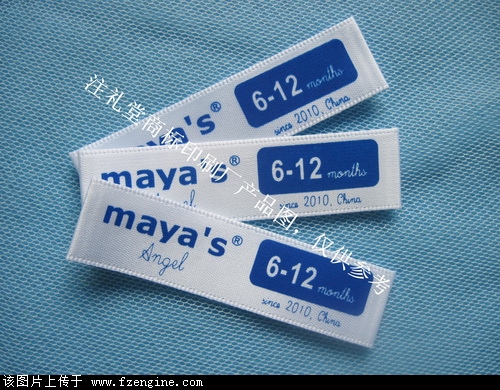 maya's®
6-12 months
since 2010, China
maya's®
6-12 months
since 2010, China
maya's®
Angel
6-12 months
since 2010, China
注礼堂商标印刷厂产品图,仅供参考
该图片上传于 www.fzengine.com